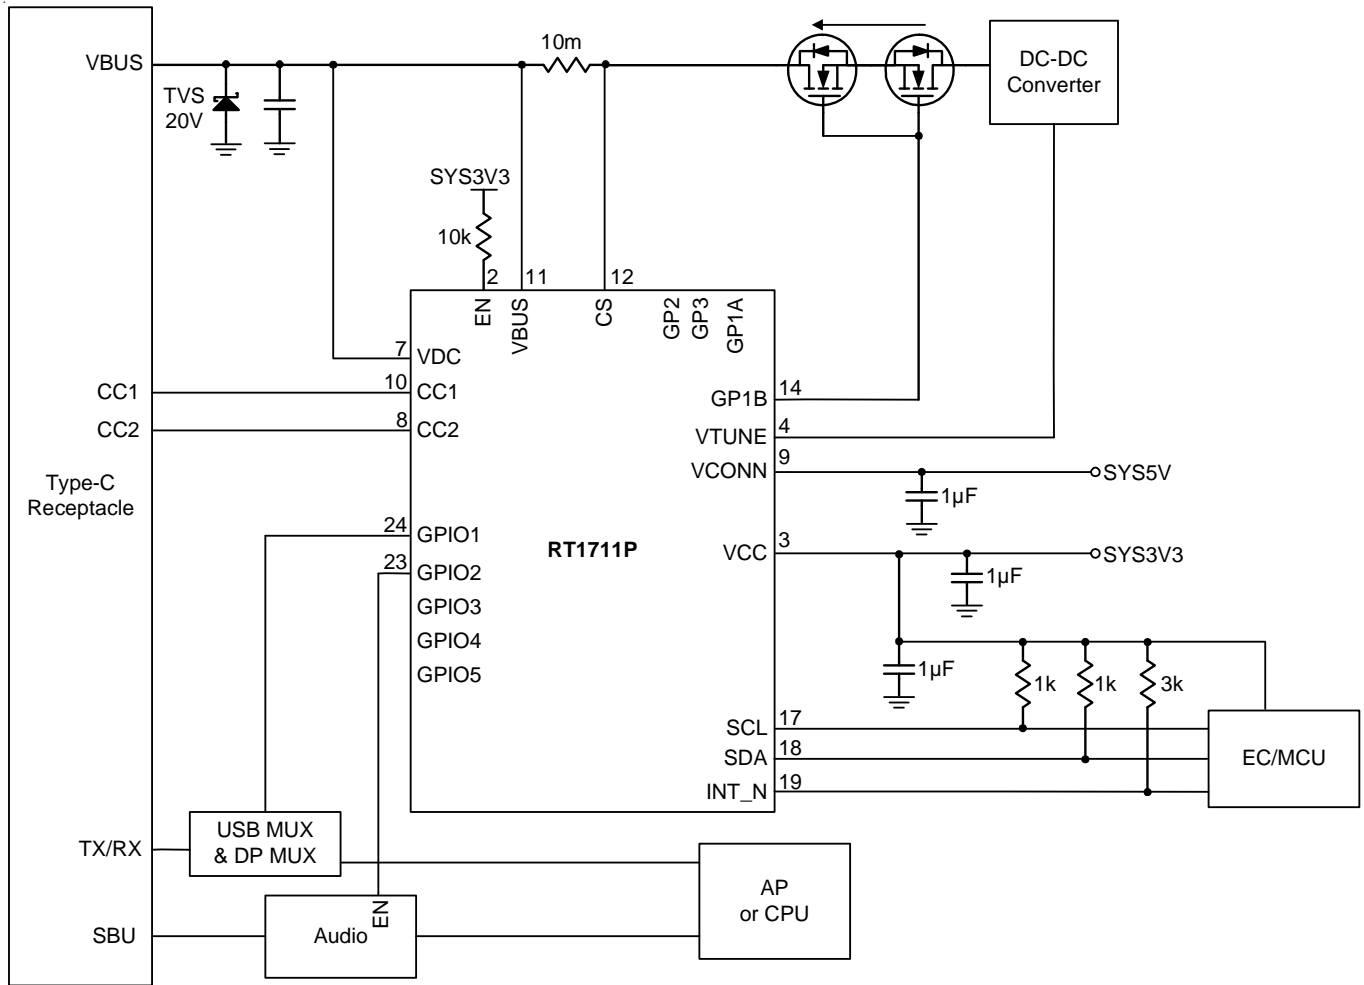 VBUS
TVS
20V
10m
DC-DC
Converter
SYS3V3
10k
2
11
12
EN
VBUS
CS
GP2
GP3
GP1A
7
VDC
CC1
10
CC1
CC2
8
CC2
GP1B
14
VTUNE
4
VCONN
9
SYS5V
1µF
Type-C
Receptacle
24
GPIO1
RT1711P
VCC
3
SYS3V3
1µF
23
GPIO2
GPIO3
GPIO4
GPIO5
1µF
1k
1k
3k
SCL
17
SDA
18
INT_N
19
EC/MCU
TX/RX
USB MUX
& DP MUX
AP
or CPU
SBU
EN
Audio